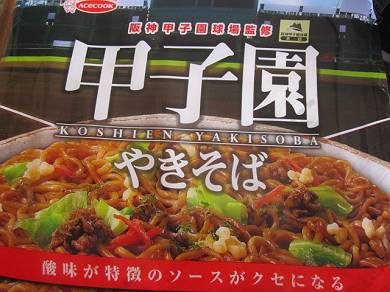 ACECOOK
阪神甲子園球場監修
甲子園
KOSHIEN YAKISOBA
やきそば
酸味が特徴のソースがクセになる